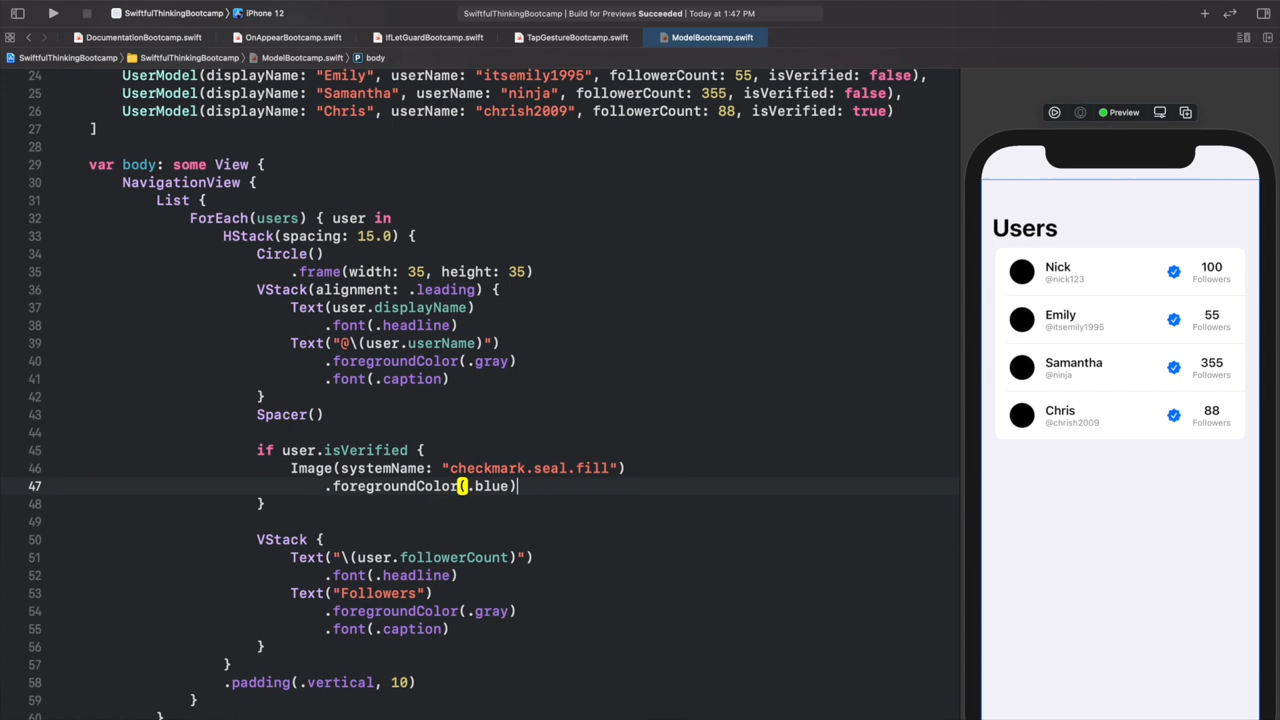 SwiftfulThinkingBootcamp 〉 iPhone 12
SwiftfulThinkingBootcamp | Build for Previews Succeeded | Today at 1:47 PM
DocumentationBootcamp.swift
OnAppearBootcamp.swift
IfLetGuardBootcamp.swift
TapGestureBootcamp.swift
ModelBootcamp.swift
SwiftfulThinkingBootcamp 〉 SwiftfulThinkingBootcamp 〉 ModelBootcamp.swift 〉 P body
24 UserModel(displayName: "Emily", userName: "itsemily1995", followerCount: 55, isVerified: false),
25 UserModel(displayName: "Samantha", userName: "ninja", followerCount: 355, isVerified: false),
26 UserModel(displayName: "Chris", userName: "chrish2009", followerCount: 88, isVerified: true)
27 ]
28
29 var body: some View {
30 NavigationView {
31 List {
32 ForEach(users) { user in
33 HStack(spacing: 15.0) {
34 Circle()
35 .frame(width: 35, height: 35)
36 VStack(alignment: .leading) {
37 Text(user.displayName)
38 .font(.headline)
39 Text("@\(user.userName)")
40 .foregroundColor(.gray)
41 .font(.caption)
42 }
43 Spacer()
44
45 if user.isVerified {
46 Image(systemName: "checkmark.seal.fill")
47 .foregroundColor(.blue)
48 }
49
50 VStack {
51 Text("\(user.followerCount)")
52 .font(.headline)
53 Text("Followers")
54 .foregroundColor(.gray)
55 .font(.caption)
56 }
57 }
58 .padding(.vertical, 10)
59 }
60 }
Preview
Users
Nick
@nick123
100
Followers
Emily
@itsemily1995
55
Followers
Samantha
@ninja
355
Followers
Chris
@chrish2009
88
Followers